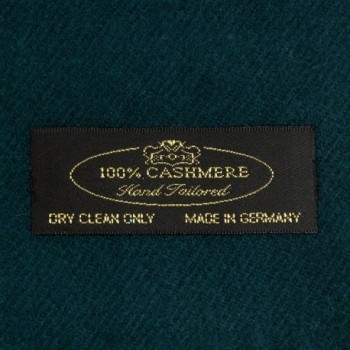 100% CASHMERE
Hand Tailored
DRY CLEAN ONLY MADE IN GERMANY